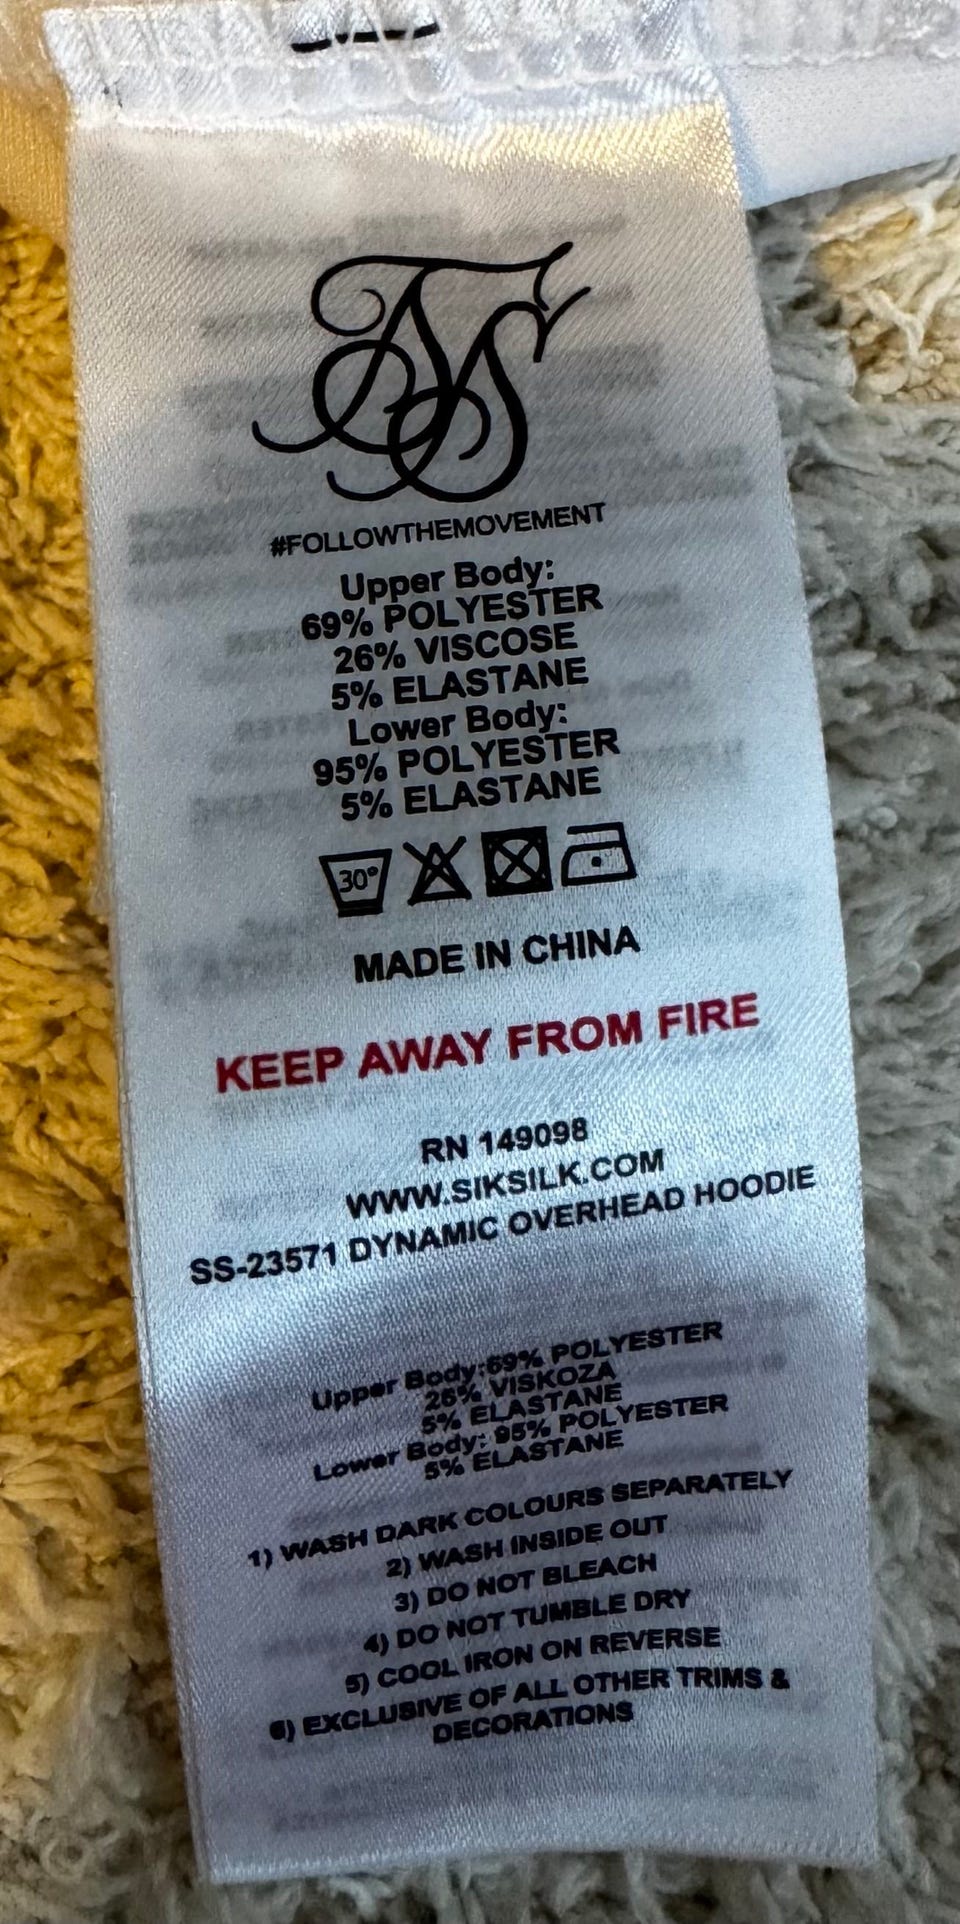 #FOLLOWTHEMOVEMENT
Upper Body:
69% POLYESTER
26% VISCOSE
5% ELASTANE
Lower Body:
95% POLYESTER
5% ELASTANE
30°
MADE IN CHINA
KEEP AWAY FROM FIRE
RN 149098
WWW.SIKSILK.COM
SS-23571 DYNAMIC OVERHEAD HOODIE
Upper Body:69% POLYESTER
26% VISKOZA
5% ELASTANE
Lower Body: 95% POLYESTER
5% ELASTANE
1) WASH DARK COLOURS SEPARATELY
2) WASH INSIDE OUT
3) DO NOT BLEACH
4) DO NOT TUMBLE DRY
5) COOL IRON ON REVERSE
6) EXCLUSIVE OF ALL OTHER TRIMS &
DECORATIONS